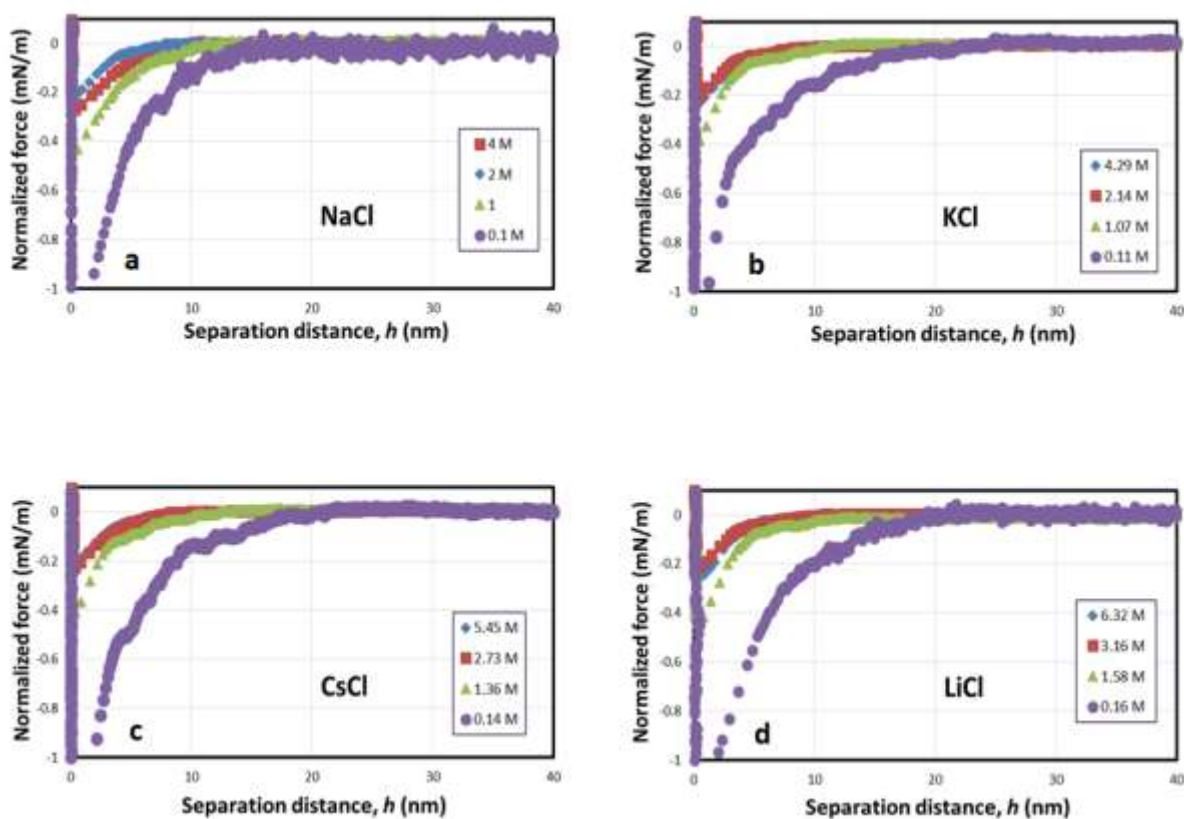 Normalized force (mN/m)
0
-0.2
-0.4
-0.6
-0.8
-1
4 M
2 M
1
0.1 M
NaCl
a
0 10 20 30 40
Separation distance, h (nm)
Normalized force (mN/m)
0
-0.2
-0.4
-0.6
-0.8
-1
4.29 M
2.14 M
1.07 M
0.11 M
KCl
b
0 10 20 30 40
Separation distance, h (nm)
Normalized force (mN/m)
0
-0.2
-0.4
-0.6
-0.8
-1
5.45 M
2.73 M
1.36 M
0.14 M
CsCl
c
0 10 20 30 40
Separation distance, h (nm)
Normalized force (mN/m)
0
-0.2
-0.4
-0.6
-0.8
-1
6.32 M
3.16 M
1.58 M
0.16 M
LiCl
d
0 10 20 30 40
Separation distance, h (nm)